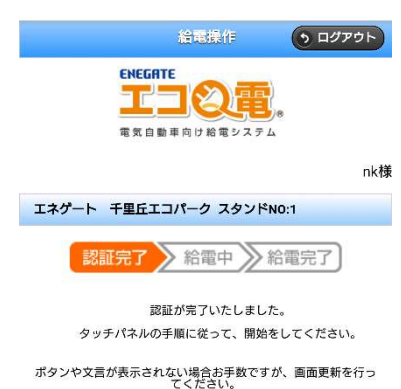 給電操作
ログアウト
ENEGATE
エコQ電®
電気自動車向け給電システム
nk様
エネゲート 千里丘エコパーク スタンドNO:1
認証完了 給電中 給電完了
認証が完了いたしました。
タッチパネルの手順に従って、開始をしてください。
ボタンや文言が表示されない場合お手数ですが、画面更新を行っ
てください。